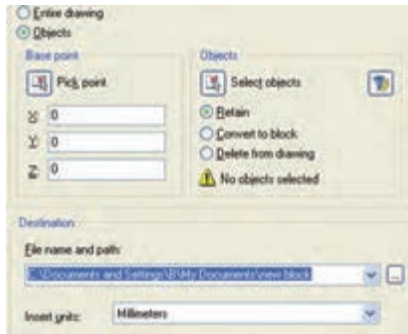 Entire drawing
Objects
Base point
Pick point
X: 0
Y: 0
Z: 0
Objects
Select objects
Retain
Convert to block
Delete from drawing
No objects selected
Destination
File name and path:
C:\Documents and Settings\B\My Documents\new block
Insert units: Millimeters